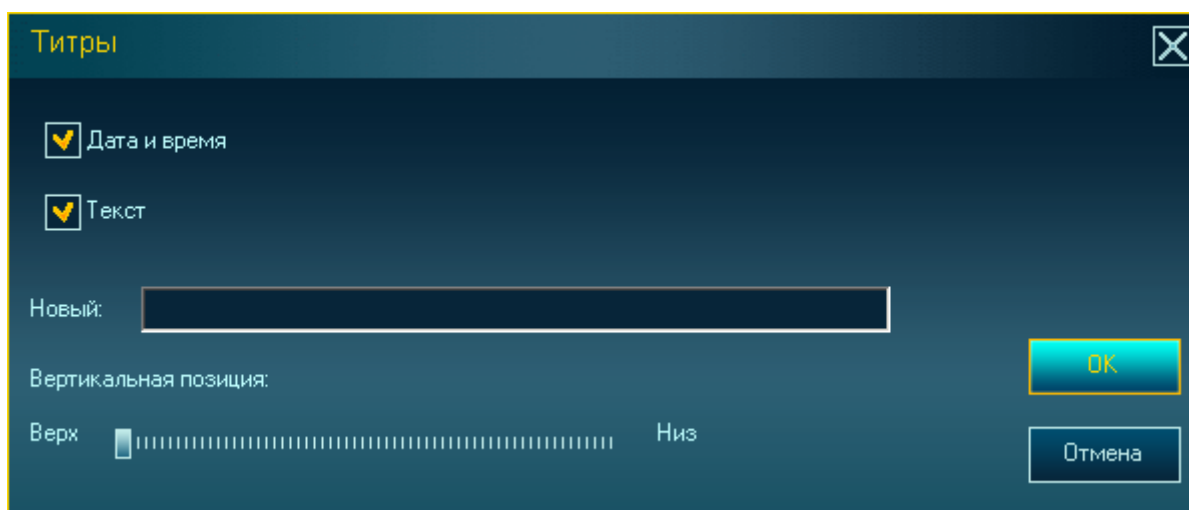 Титры
Дата и время
Текст
Новый:
Вертикальная позиция:
Верх Низ
OK
Отмена